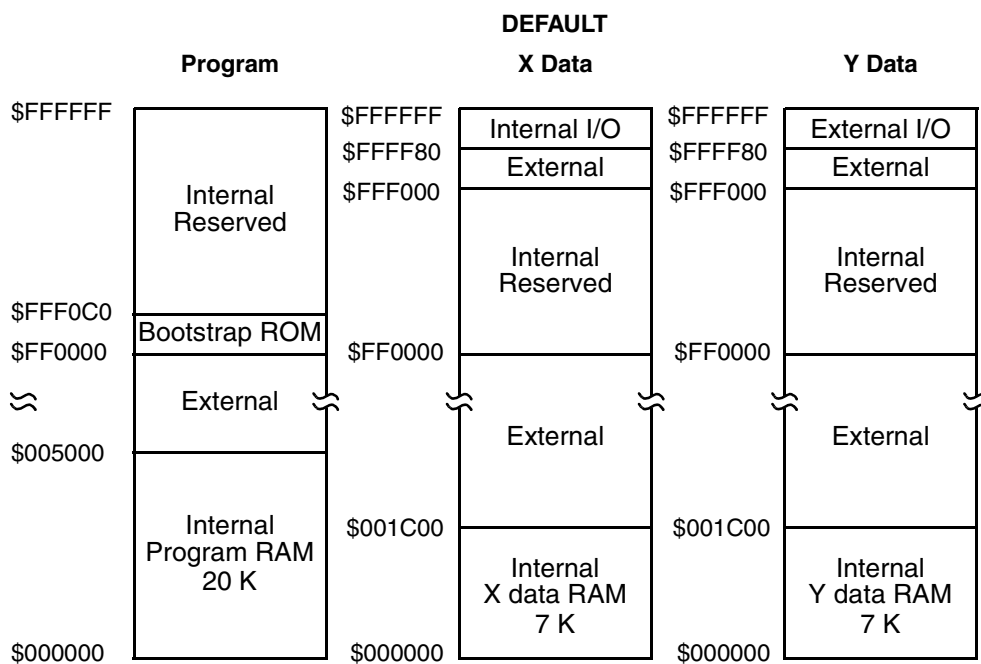 DEFAULT
Program
X Data
Y Data
$FFFFFF
Internal
Reserved
$FFF0C0
Bootstrap ROM
$FF0000
External
$005000
Internal
Program RAM
20 K
$000000
$FFFFFF
Internal I/O
$FFFF80
External
$FFF000
Internal
Reserved
$FF0000
External
$001C00
Internal
X data RAM
7 K
$000000
$FFFFFF
External I/O
$FFFF80
External
$FFF000
Internal
Reserved
$FF0000
External
$001C00
Internal
Y data RAM
7 K
$000000